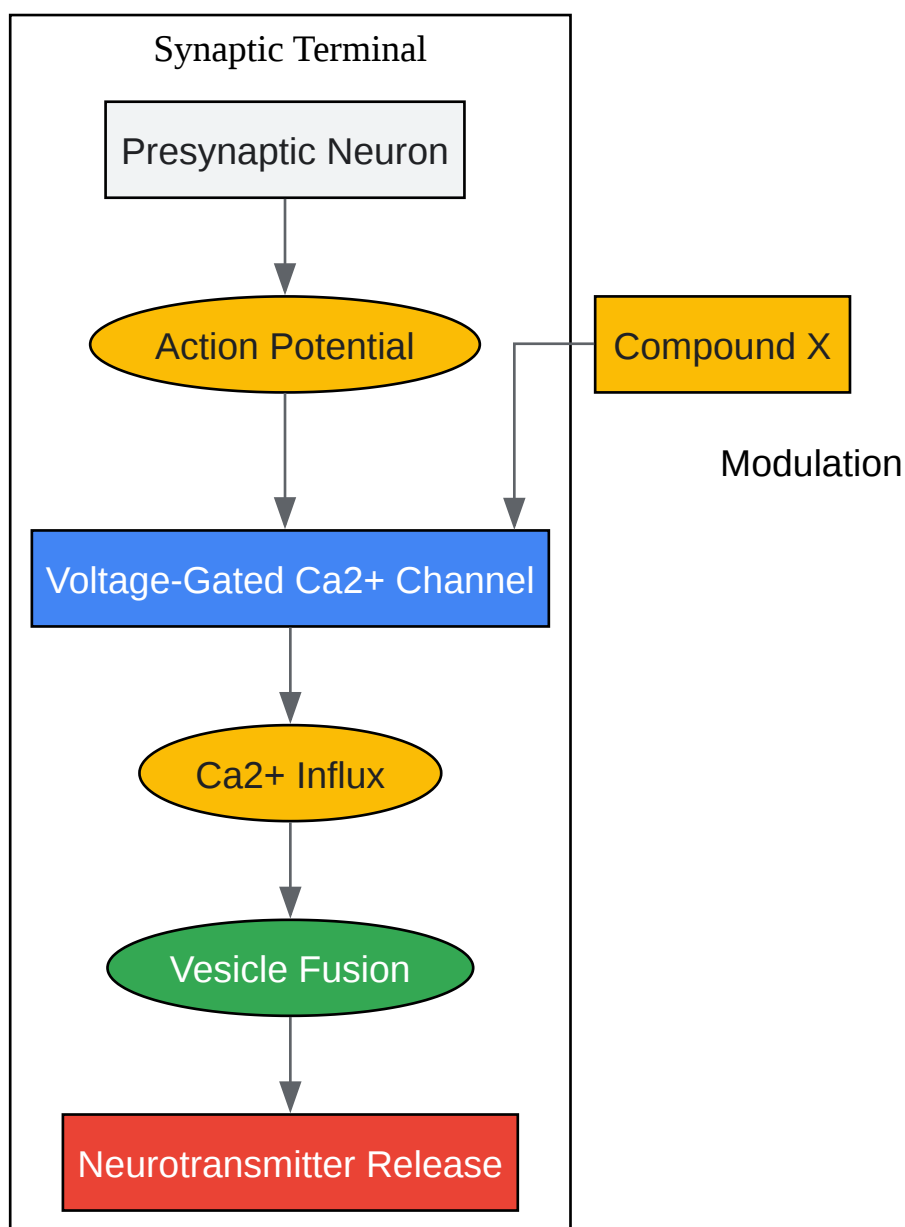 Synaptic Terminal
Presynaptic Neuron
Action Potential
Compound X
Modulation
Voltage-Gated Ca2+ Channel
Ca2+ Influx
Vesicle Fusion
Neurotransmitter Release